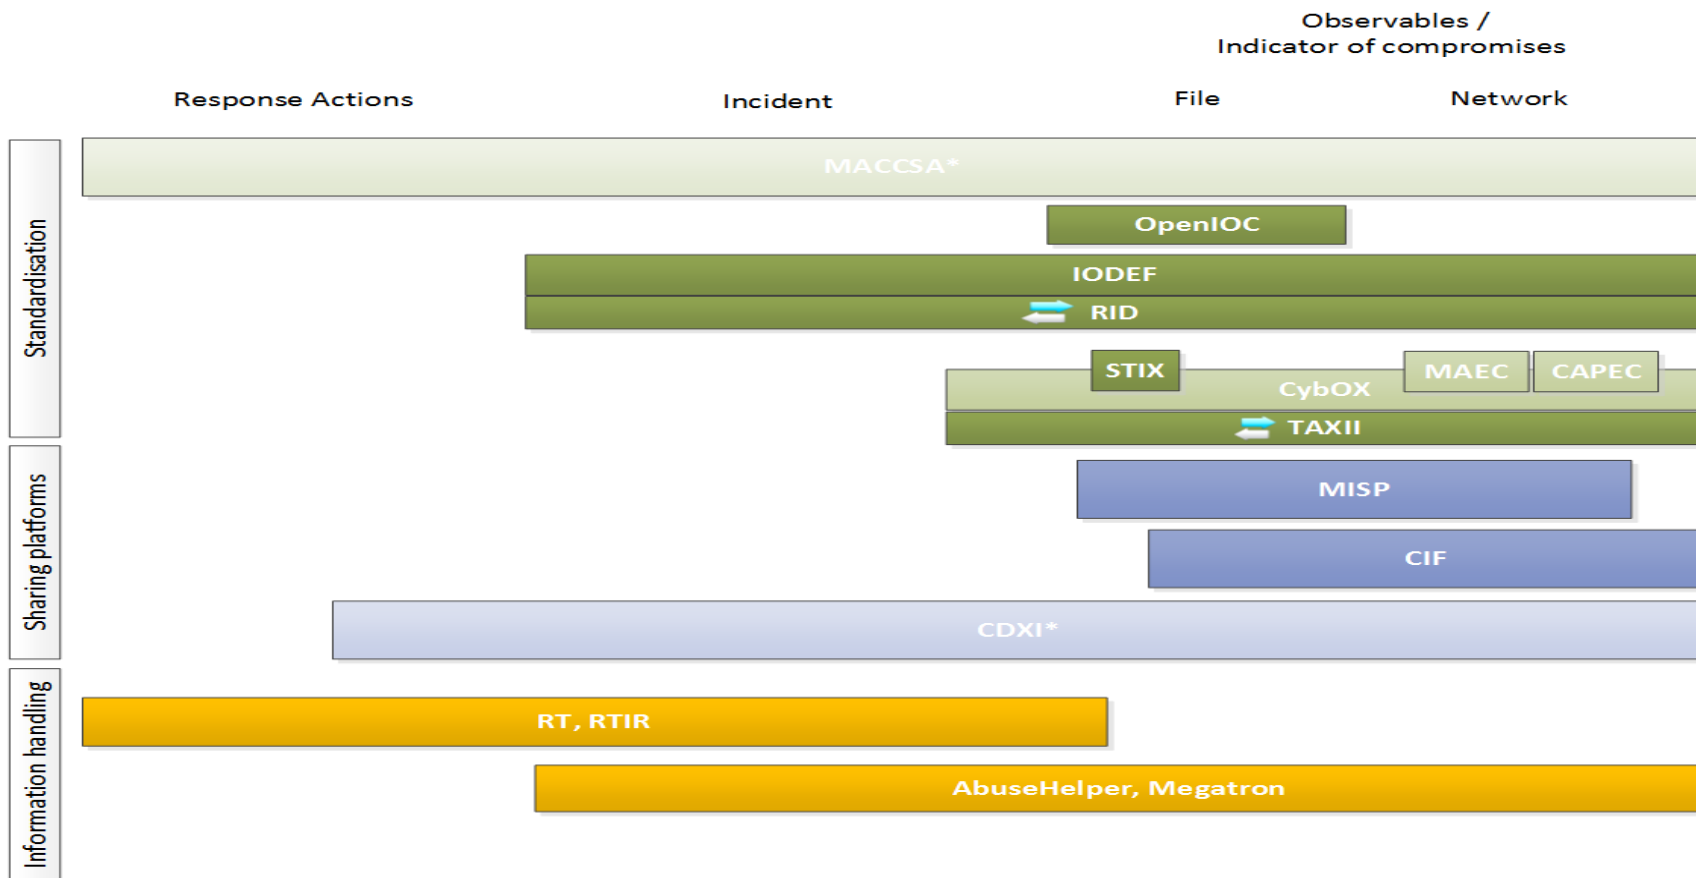 Observables /
Indicator of compromises
Response Actions
Incident
File
Network
Standardisation
MACCSA*
OpenIOC
IODEF
RID
STIX
MAEC
CAPEC
CybOX
TAXII
Sharing platforms
MISP
CIF
CDXI*
Information handling
RT, RTIR
AbuseHelper, Megatron